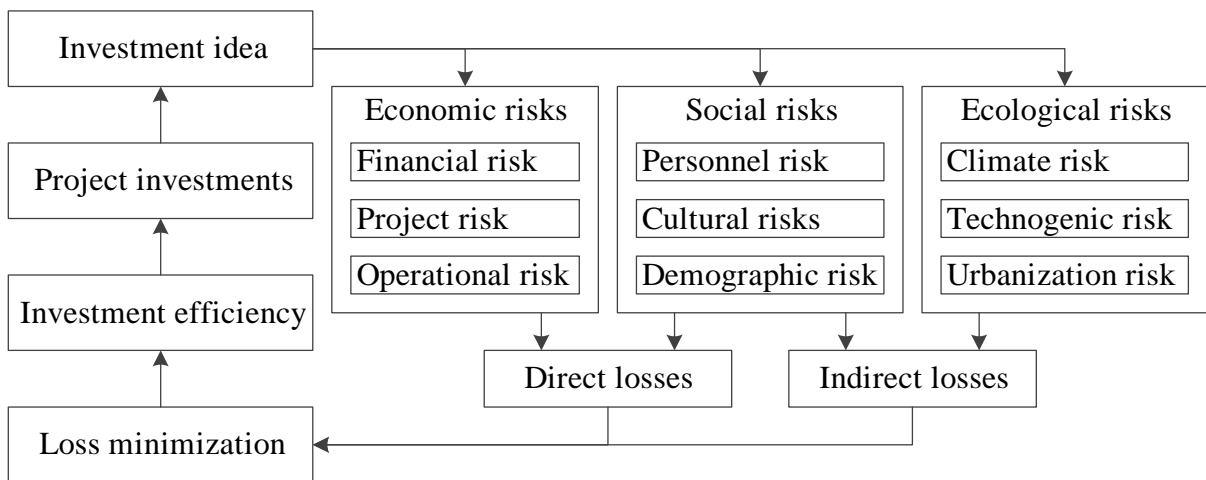 Investment idea
Project investments
Investment efficiency
Loss minimization
Economic risks
Financial risk
Project risk
Operational risk
Social risks
Personnel risk
Cultural risks
Demographic risk
Ecological risks
Climate risk
Technogenic risk
Urbanization risk
Direct losses
Indirect losses